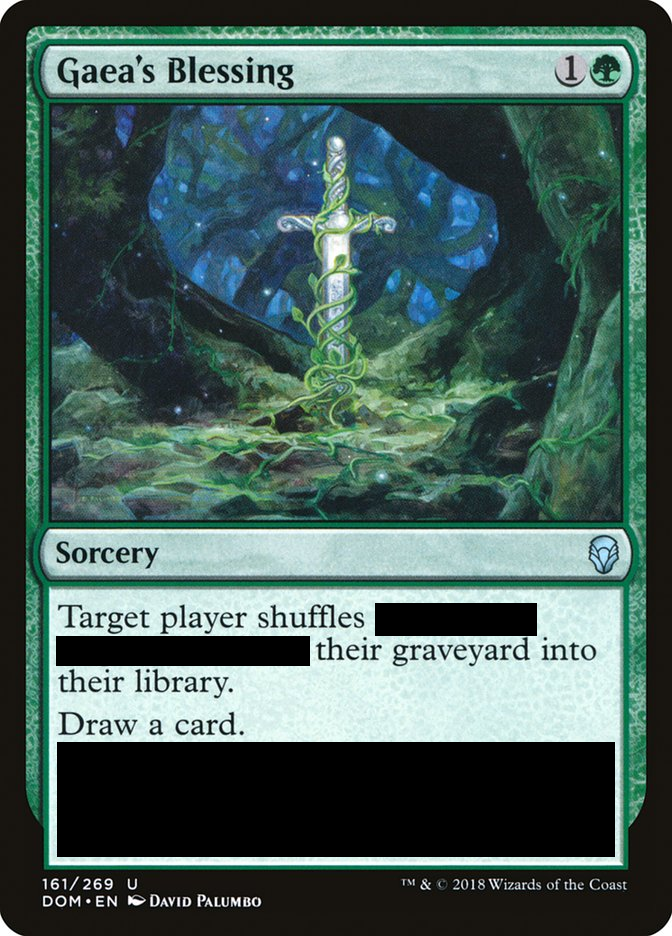 Gaea's Blessing
1
Sorcery
Target player shuffles
their graveyard into
their library.
Draw a card.
161/269 U
™ & © 2018 Wizards of the Coast
DOM • EN David Palumbo